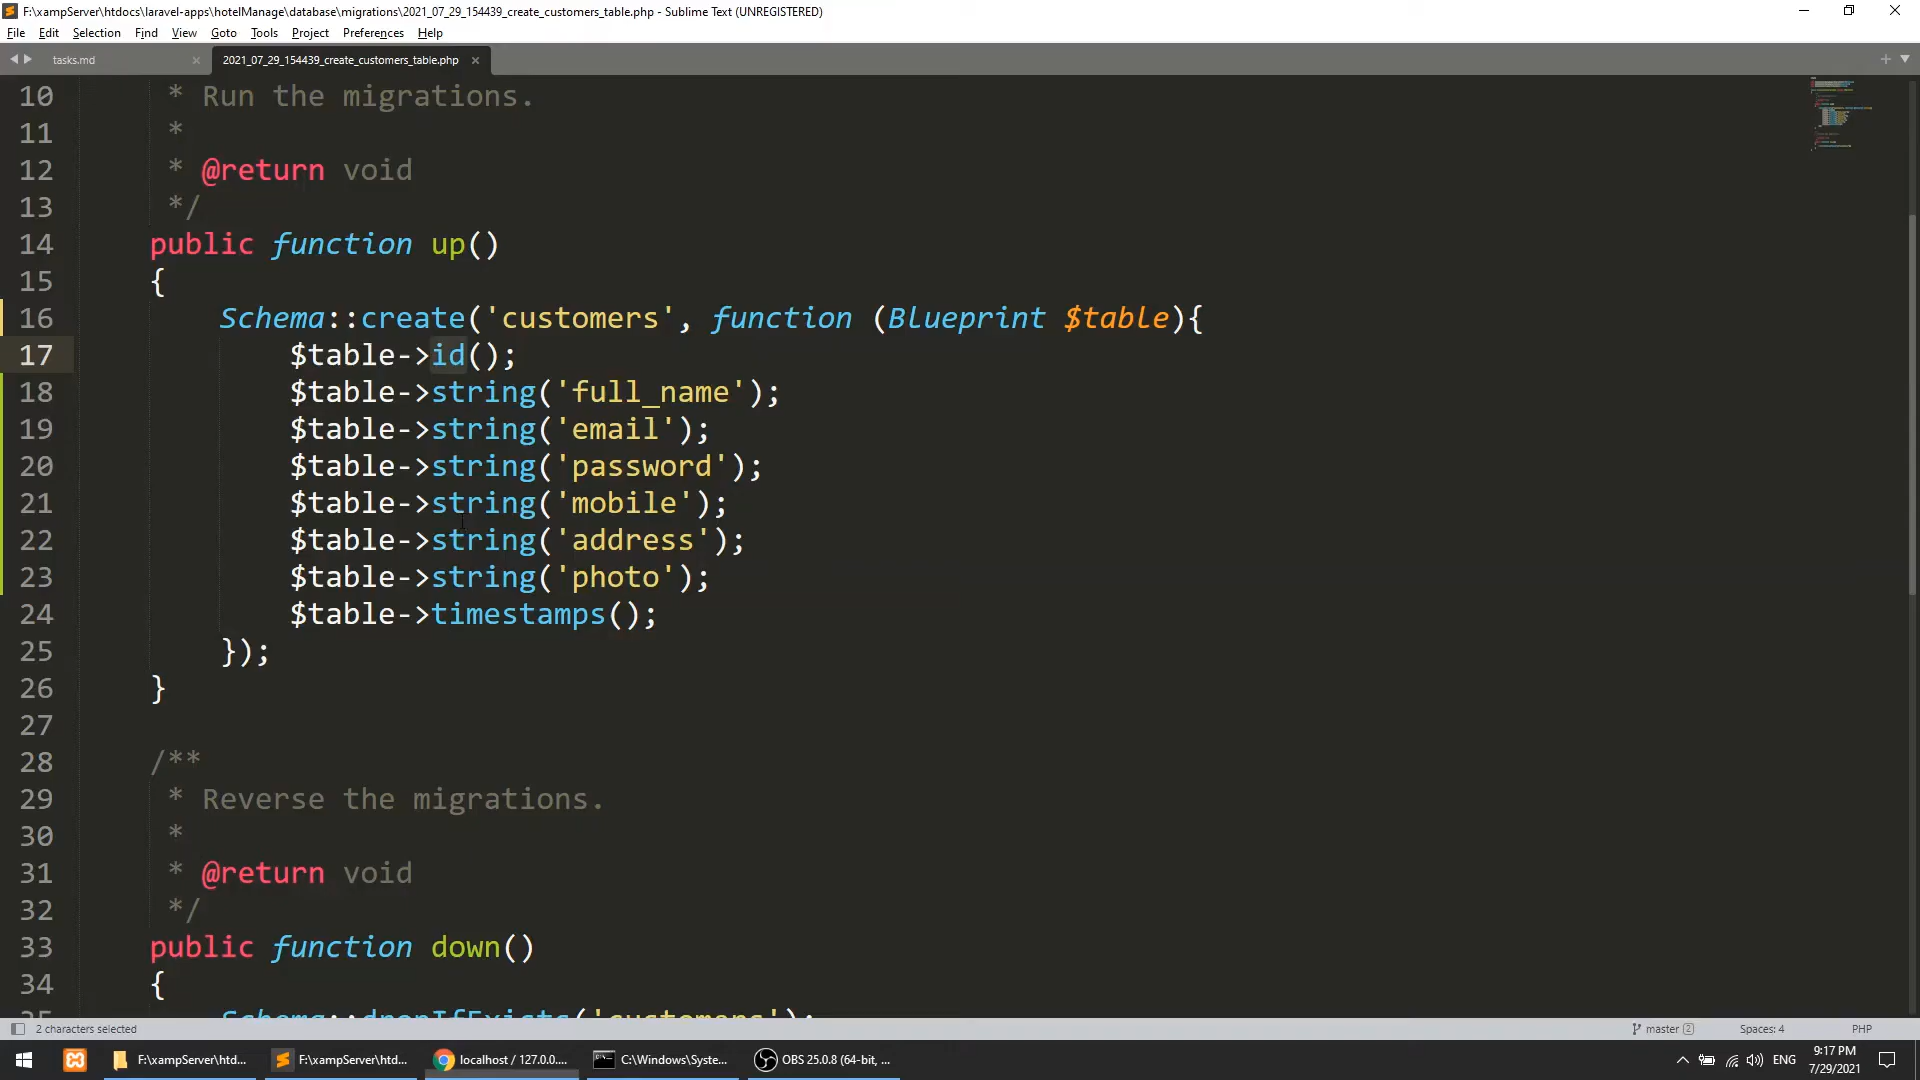 F:\xampServer\htdocs\laravel-apps\hotelManage\database\migrations\2021_07_29_154439_create_customers_table.php - Sublime Text (UNREGISTERED)
File Edit Selection Find View Goto Tools Project Preferences Help
tasks.md × 2021_07_29_154439_create_customers_table.php ×
10 * Run the migrations.
11 *
12 * @return void
13 */
14 public function up()
15 {
16 Schema::create('customers', function (Blueprint $table){
17 $table->id();
18 $table->string('full_name');
19 $table->string('email');
20 $table->string('password');
21 $table->string('mobile');
22 $table->string('address');
23 $table->string('photo');
24 $table->timestamps();
25 });
26 }
27
28 /**
29 * Reverse the migrations.
30 *
31 * @return void
32 */
33 public function down()
34 {
35 Schema::dropIfExists('customers');
2 characters selected master 2 Spaces: 4 PHP
F:\xampServer\htd... F:\xampServer\htd... localhost / 127.0.0.... C:\Windows\Syste... OBS 25.0.8 (64-bit, ... ENG 9:17 PM
7/29/2021